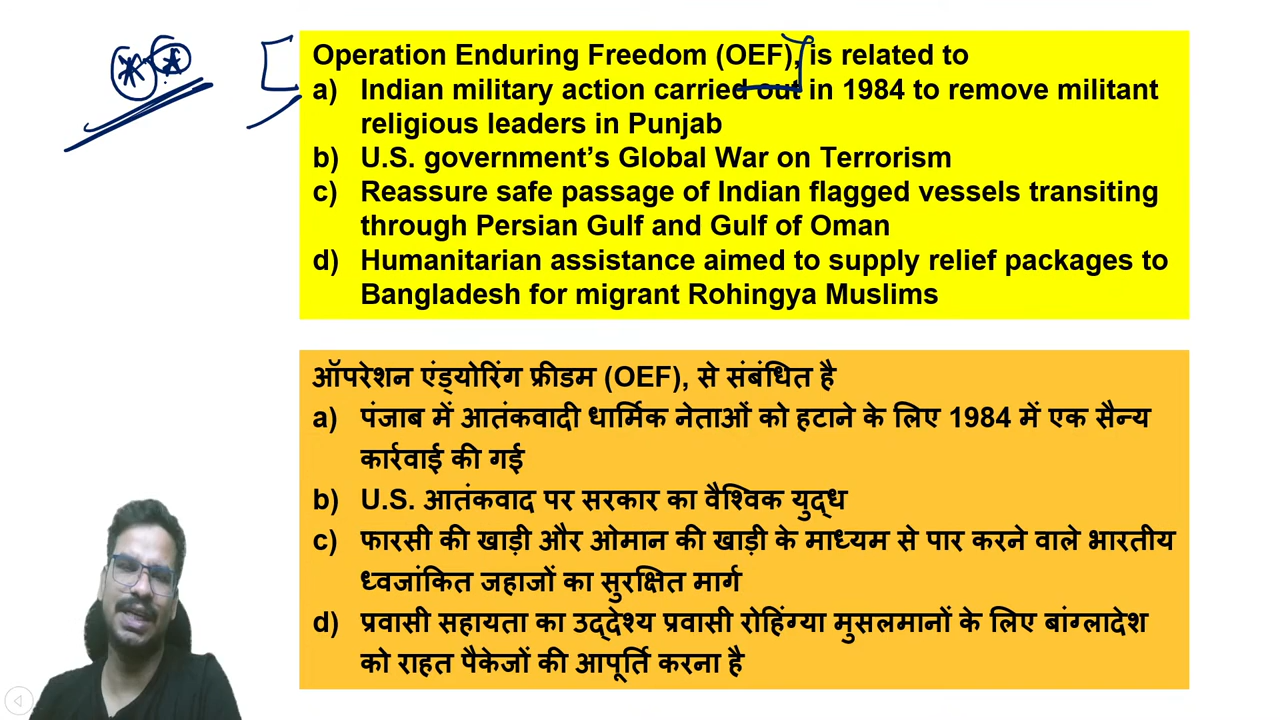 Operation Enduring Freedom (OEF), is related to
a) Indian military action carried out in 1984 to remove militant
religious leaders in Punjab
b) U.S. government's Global War on Terrorism
c) Reassure safe passage of Indian flagged vessels transiting
through Persian Gulf and Gulf of Oman
d) Humanitarian assistance aimed to supply relief packages to
Bangladesh for migrant Rohingya Muslims
ऑपरेशन एंड्योरिंग फ्रीडम (OEF), से संबंधित है
a) पंजाब में आतंकवादी धार्मिक नेताओं को हटाने के लिए 1984 में एक सैन्य
कार्रवाई की गई
b) U.S. आतंकवाद पर सरकार का वैश्विक युद्ध
c) फारसी की खाड़ी और ओमान की खाड़ी के माध्यम से पार करने वाले भारतीय
ध्वजांकित जहाजों का सुरक्षित मार्ग
d) प्रवासी सहायता का उद्देश्य प्रवासी रोहिंग्या मुसलमानों के लिए बांग्लादेश
को राहत पैकेजों की आपूर्ति करना है